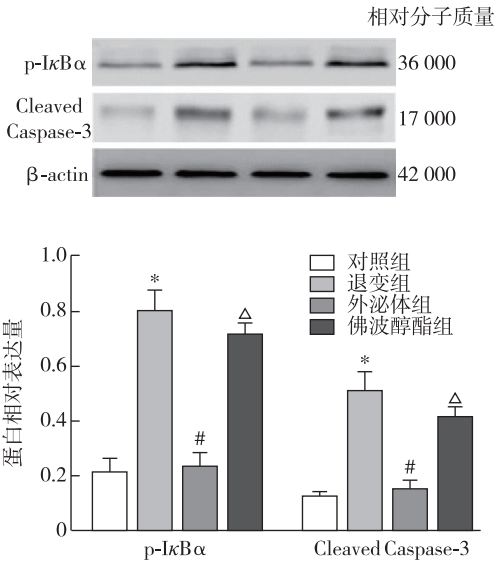 相对分子质量
p-IκBα 36 000
Cleaved Caspase-3 17 000
β-actin 42 000
蛋白相对表达量
1.0
0.8
0.6
0.4
0.2
0
对照组
退变组
外泌体组
佛波醇酯组
* # △
* # △
p-IκBα Cleaved Caspase-3